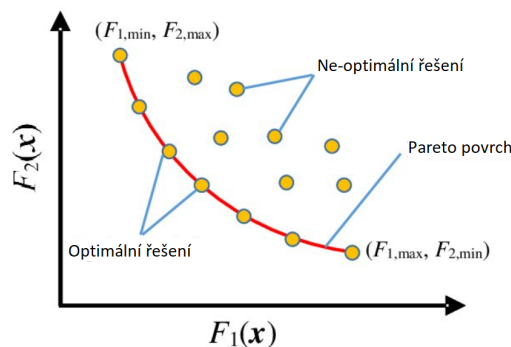 (F1,min, F2,max)
Ne-optimální řešení
F2(x)
Pareto povrch
Optimální řešení
(F1,max, F2,min)
F1(x)